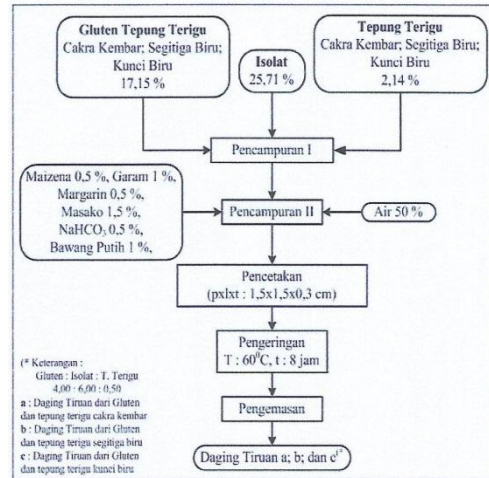 Gluten Tepung Terigu
Cakra Kembar; Segitiga Biru;
Kunci Biru
17,15 %
Isolat
25,71 %
Tepung Terigu
Cakra Kembar; Segitiga Biru;
Kunci Biru
2,14 %
Pencampuran I
Maizena 0,5 %, Garam 1 %,
Margarin 0,5 %,
Masako 1,5 %,
NaHCO₃ 0,5 %,
Bawang Putih 1 %,
Pencampuran II
Air 50 %
Pencetakan
(pxlxt : 1,5x1,5x0,3 cm)
Pengeringan
T : 60⁰C, t : 8 jam
Pengemasan
Daging Tiruan a; b; dan c⁽*
(* Keterangan :
Gluten : Isolat : T. Terigu
4,00 : 6,00 : 0,50
a : Daging Tiruan dari Gluten
dan tepung terigu cakra kembar
b : Daging Tiruan dari Gluten
dan tepung terigu segitiga biru
c : Daging Tiruan dari Gluten
dan tepung terigu kunci biru